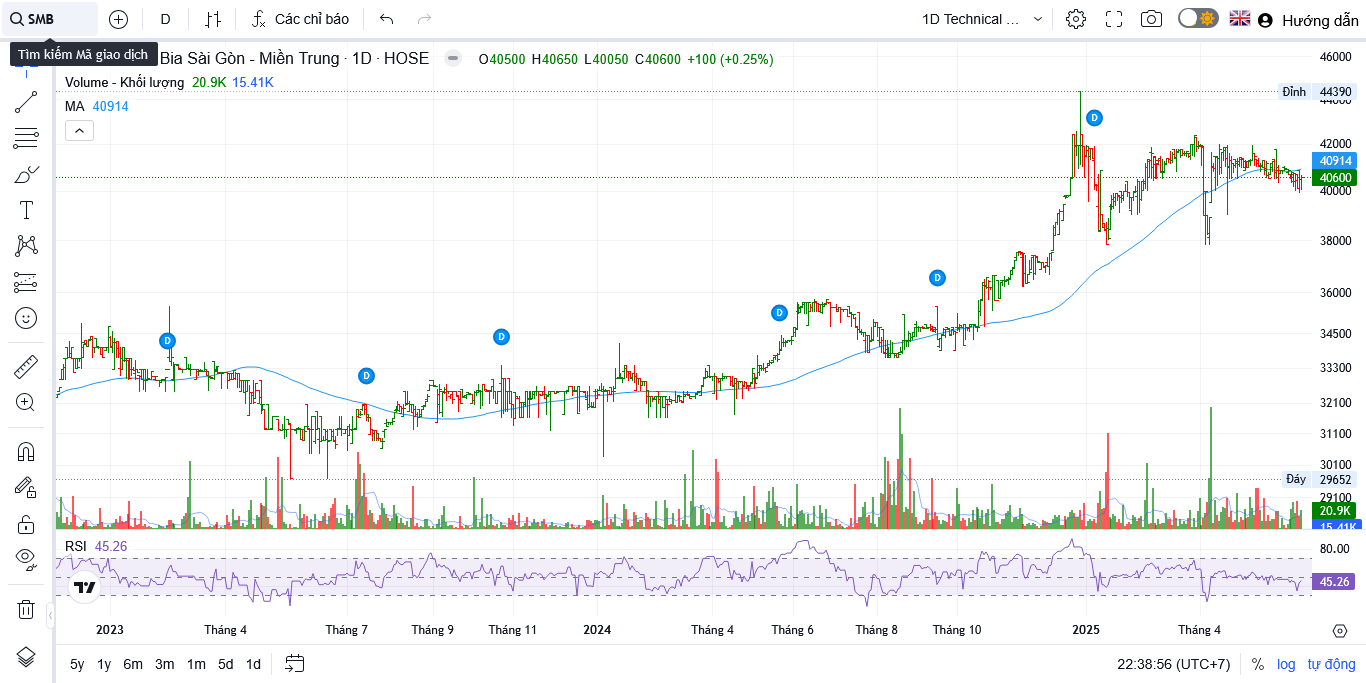 SMB
D
Các chỉ báo
1D Technical ...
Hướng dẫn
Tìm kiếm Mã giao dịch
Bia Sài Gòn - Miền Trung · 1D · HOSE
O40500 H40650 L40050 C40600 +100 (+0.25%)
Volume - Khối lượng 20.9K 15.41K
MA 40914
46000
Đỉnh 44390
44000
42000
40914
40600
40000
38000
36000
34500
33300
32100
31100
30100
Đáy 29652
29100
20.9K
15.41K
D
D
D
D
D
D
RSI 45.26
80.00
45.26
2023 Tháng 4 Tháng 7 Tháng 9 Tháng 11 2024 Tháng 4 Tháng 6 Tháng 8 Tháng 10 2025 Tháng 4
5y 1y 6m 3m 1m 5d 1d
22:38:56 (UTC+7) % log tự động